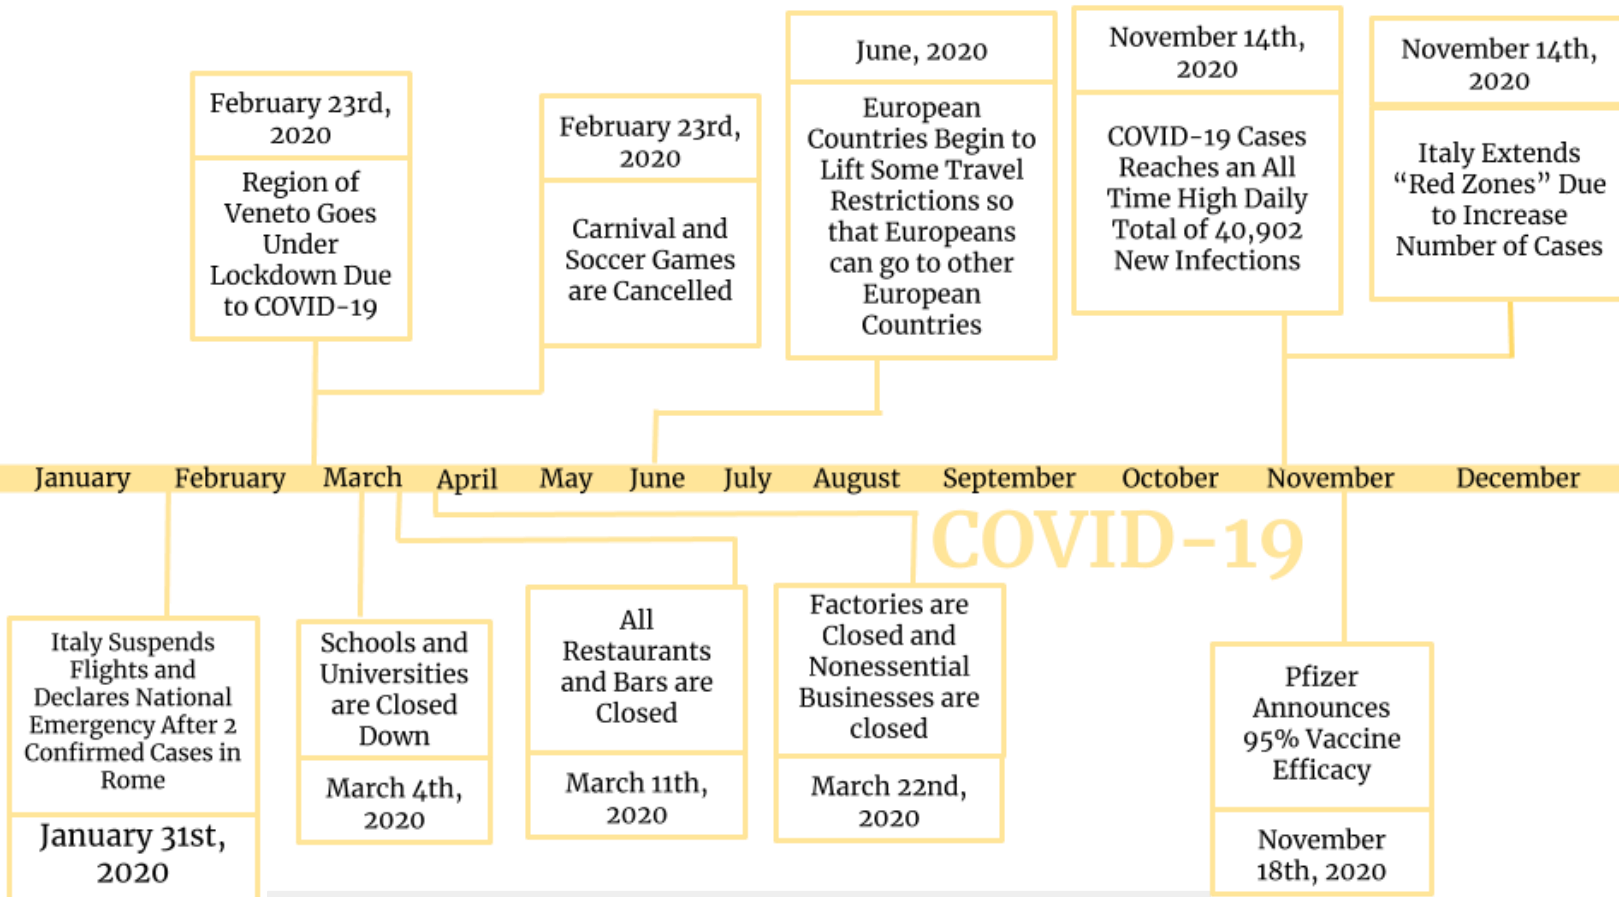 February 23rd,
2020
Region of
Veneto Goes
Under
Lockdown Due
to COVID-19
February 23rd,
2020
Carnival and
Soccer Games
are Cancelled
June, 2020
European
Countries Begin to
Lift Some Travel
Restrictions so
that Europeans
can go to other
European
Countries
November 14th,
2020
COVID-19 Cases
Reaches an All
Time High Daily
Total of 40,902
New Infections
November 14th,
2020
Italy Extends
“Red Zones” Due
to Increase
Number of Cases
January February March April May June July August September October November December
COVID-19
Italy Suspends
Flights and
Declares National
Emergency After 2
Confirmed Cases in
Rome
January 31st,
2020
Schools and
Universities
are Closed
Down
March 4th,
2020
All
Restaurants
and Bars are
Closed
March 11th,
2020
Factories are
Closed and
Nonessential
Businesses are
closed
March 22nd,
2020
Pfizer
Announces
95% Vaccine
Efficacy
November
18th, 2020